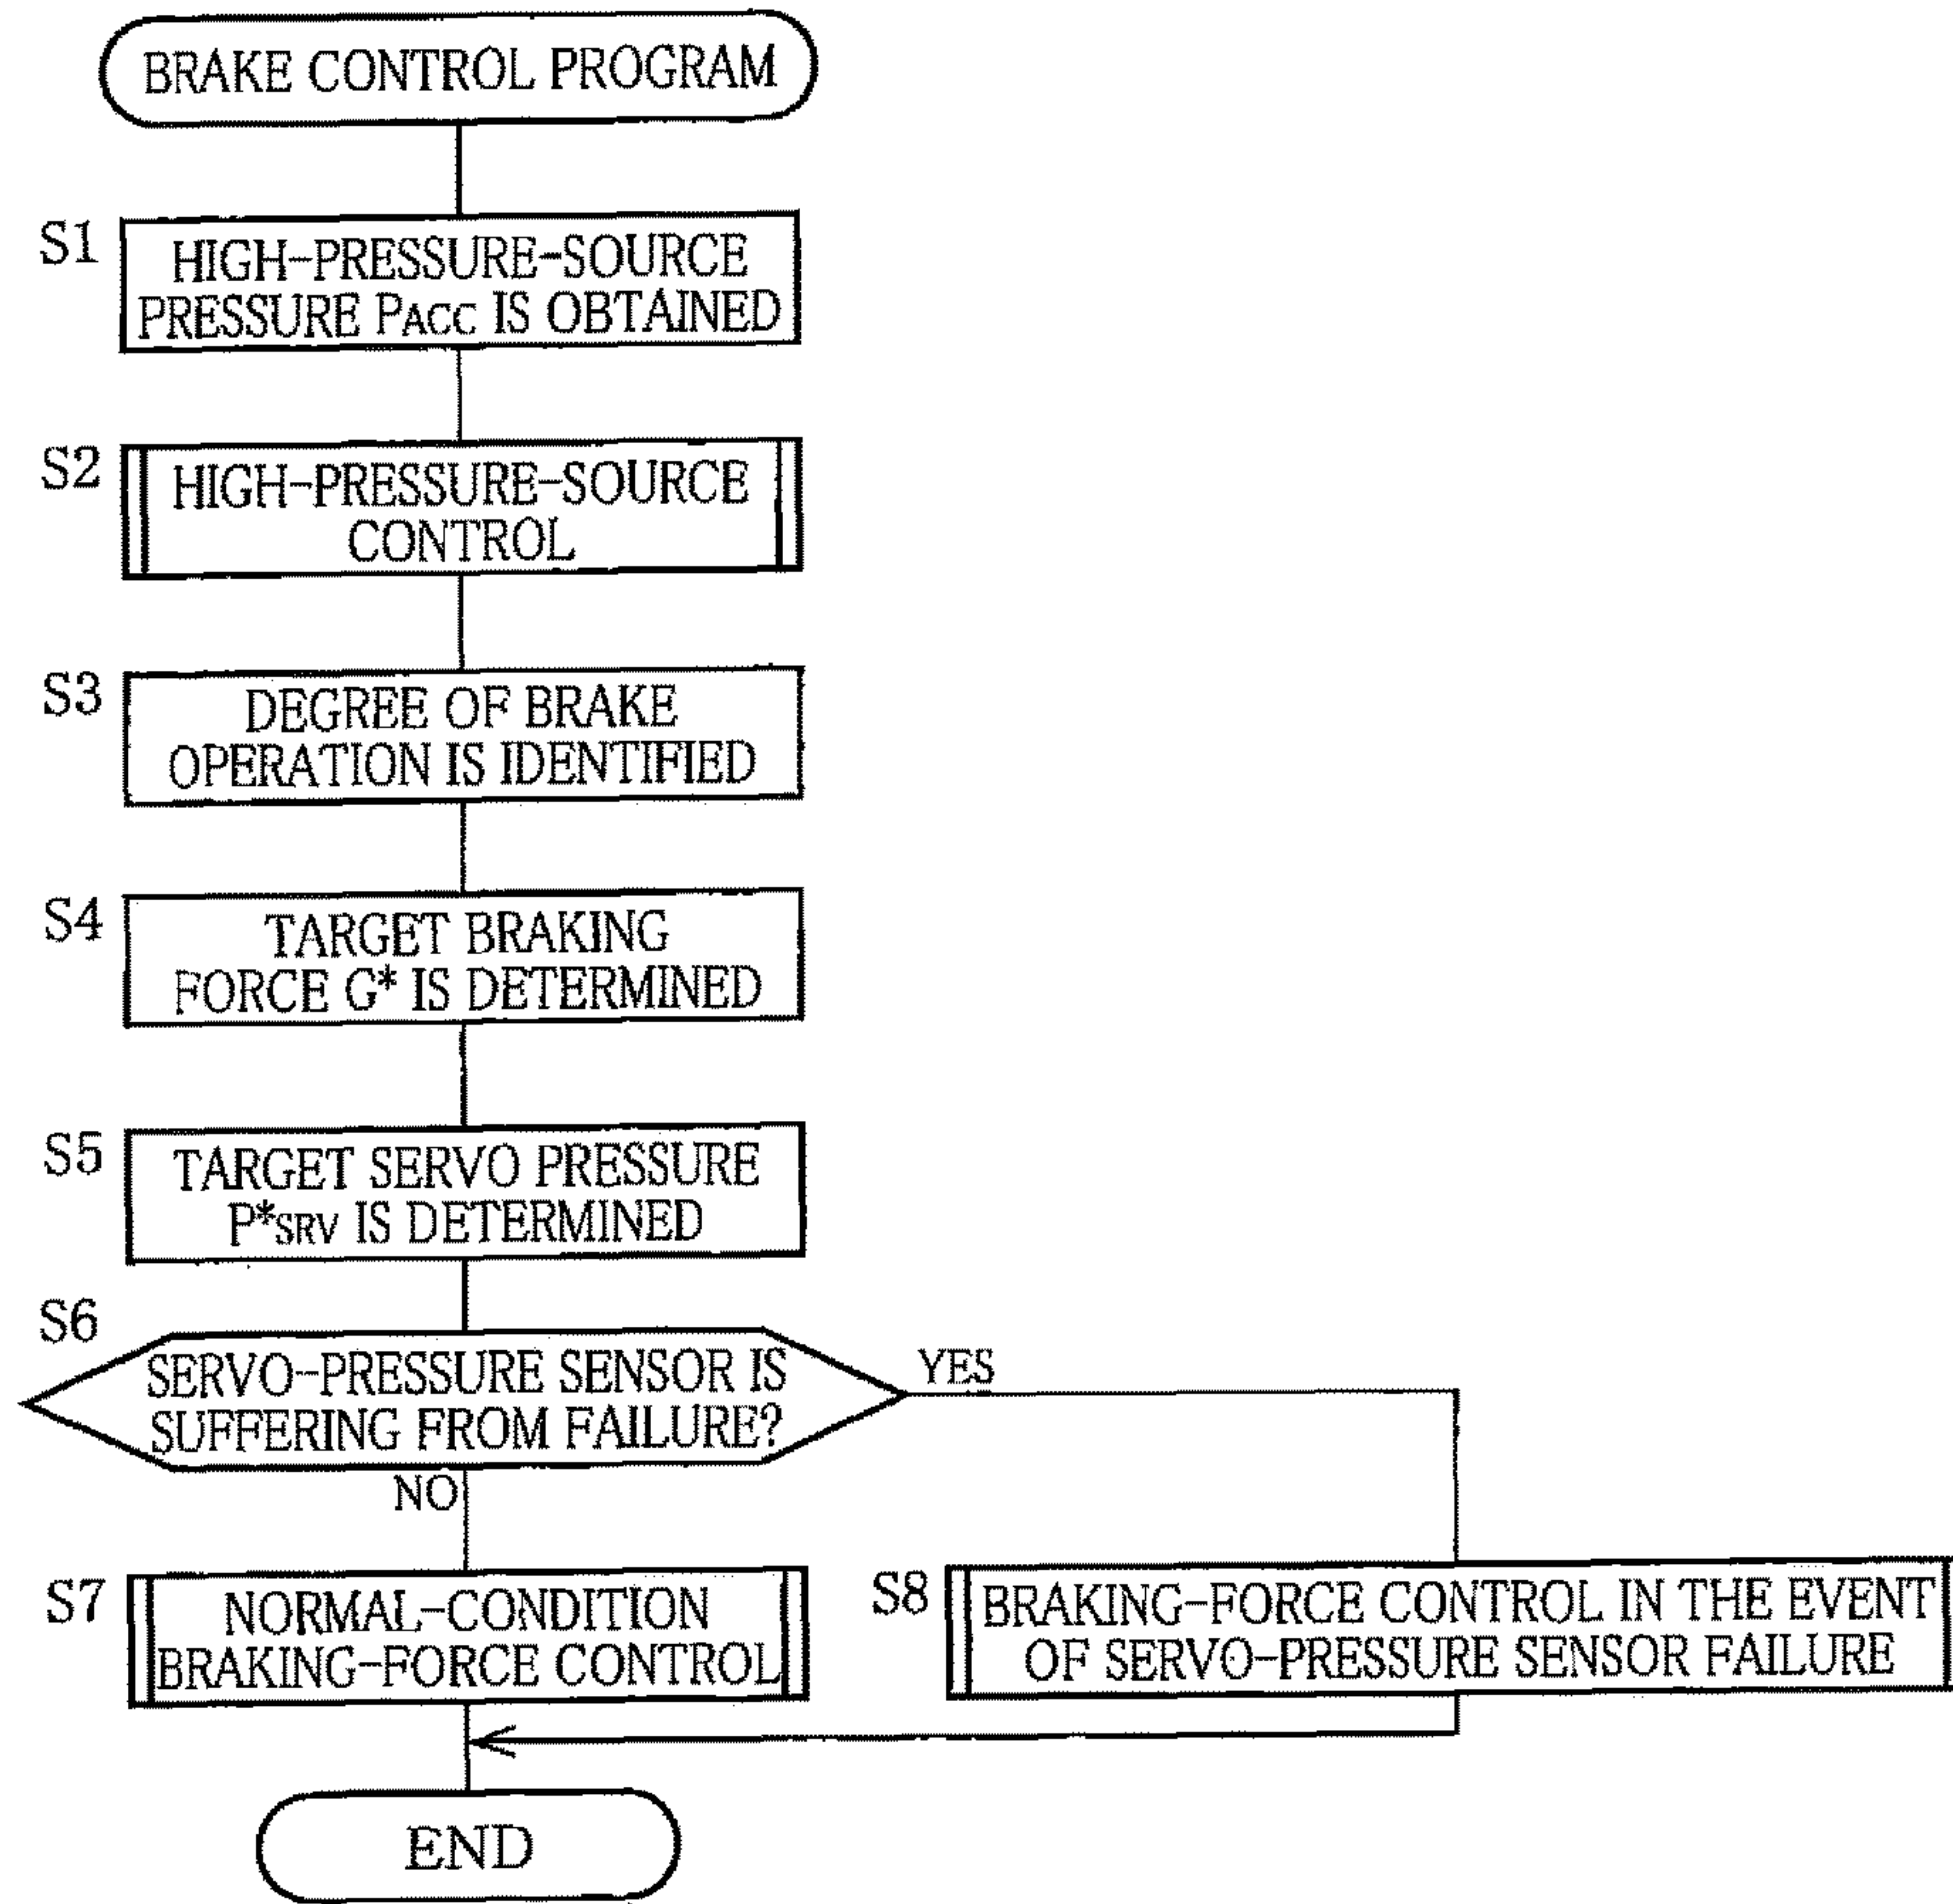 BRAKE CONTROL PROGRAM
S1
HIGH-PRESSURE-SOURCE
PRESSURE PACC IS OBTAINED
S2
HIGH-PRESSURE-SOURCE
CONTROL
S3
DEGREE OF BRAKE
OPERATION IS IDENTIFIED
S4
TARGET BRAKING
FORCE G* IS DETERMINED
S5
TARGET SERVO PRESSURE
P*SRV IS DETERMINED
S6
SERVO-PRESSURE SENSOR IS
SUFFERING FROM FAILURE?
YES
NO
S7
NORMAL-CONDITION
BRAKING-FORCE CONTROL
S8
BRAKING-FORCE CONTROL IN THE EVENT
OF SERVO-PRESSURE SENSOR FAILURE
END